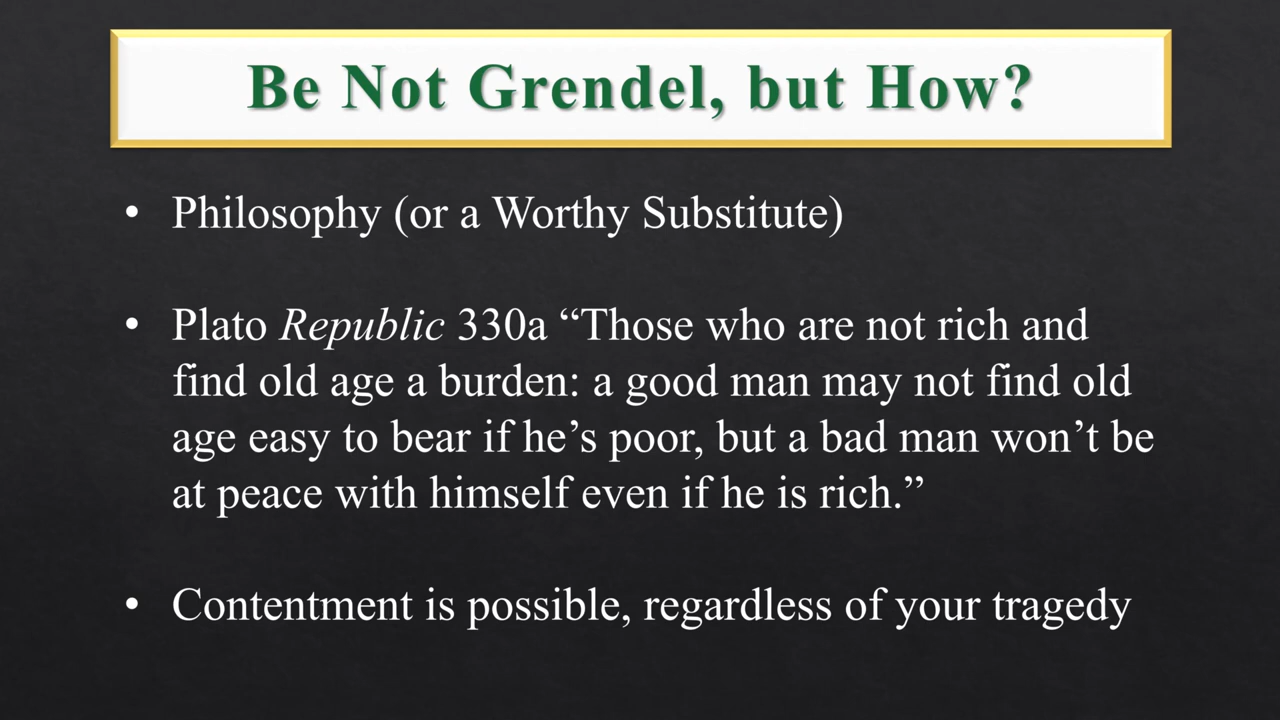 Be Not Grendel, but How?
• Philosophy (or a Worthy Substitute)
• Plato Republic 330a “Those who are not rich and
find old age a burden: a good man may not find old
age easy to bear if he’s poor, but a bad man won’t be
at peace with himself even if he is rich.”
• Contentment is possible, regardless of your tragedy